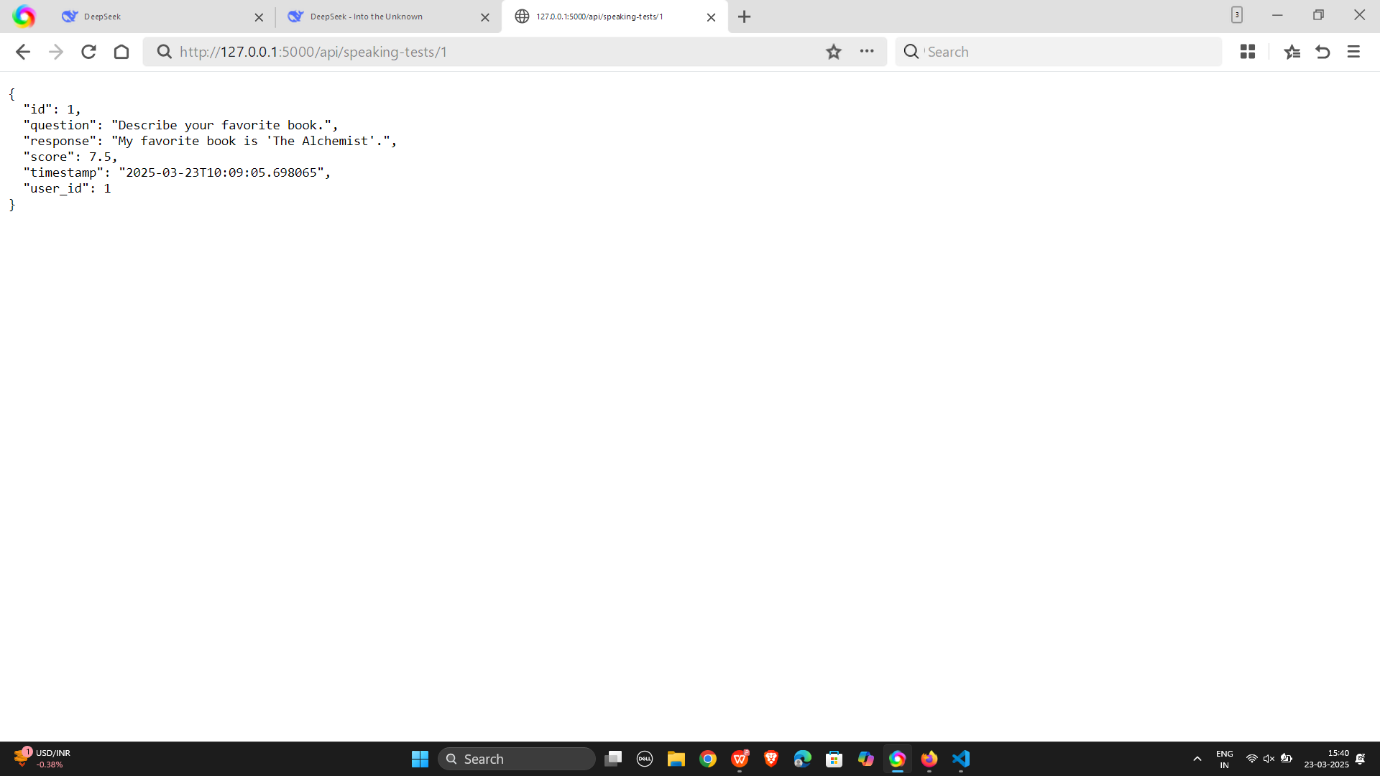 DeepSeek
DeepSeek - Into the Unknown
127.0.0.1:5000/api/speaking-tests/1
3
http://127.0.0.1:5000/api/speaking-tests/1
Search
{
  "id": 1,
  "question": "Describe your favorite book.",
  "response": "My favorite book is 'The Alchemist'.",
  "score": 7.5,
  "timestamp": "2025-03-23T10:09:05.698065",
  "user_id": 1
}
1
USD/INR
-0.38%
Search
DELL
ENG
IN
15:40
23-03-2025